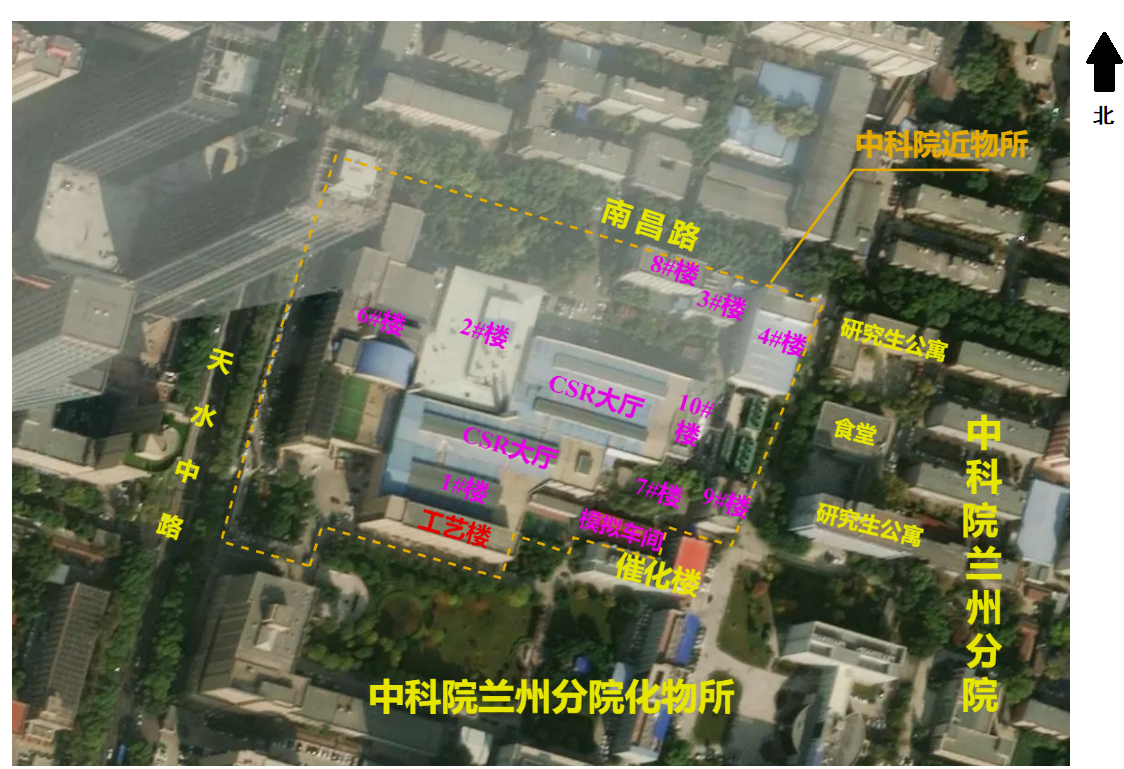 北
中科院近物所
南昌路
8#楼
3#楼
6#楼
2#楼
4#楼
研究生公寓
天水中路
CSR大厅
10#
楼
食堂
中科院兰州分院
CSR大厅
1#楼
7#楼
9#楼
工艺楼
模拟车间
研究生公寓
催化楼
中科院兰州分院化物所